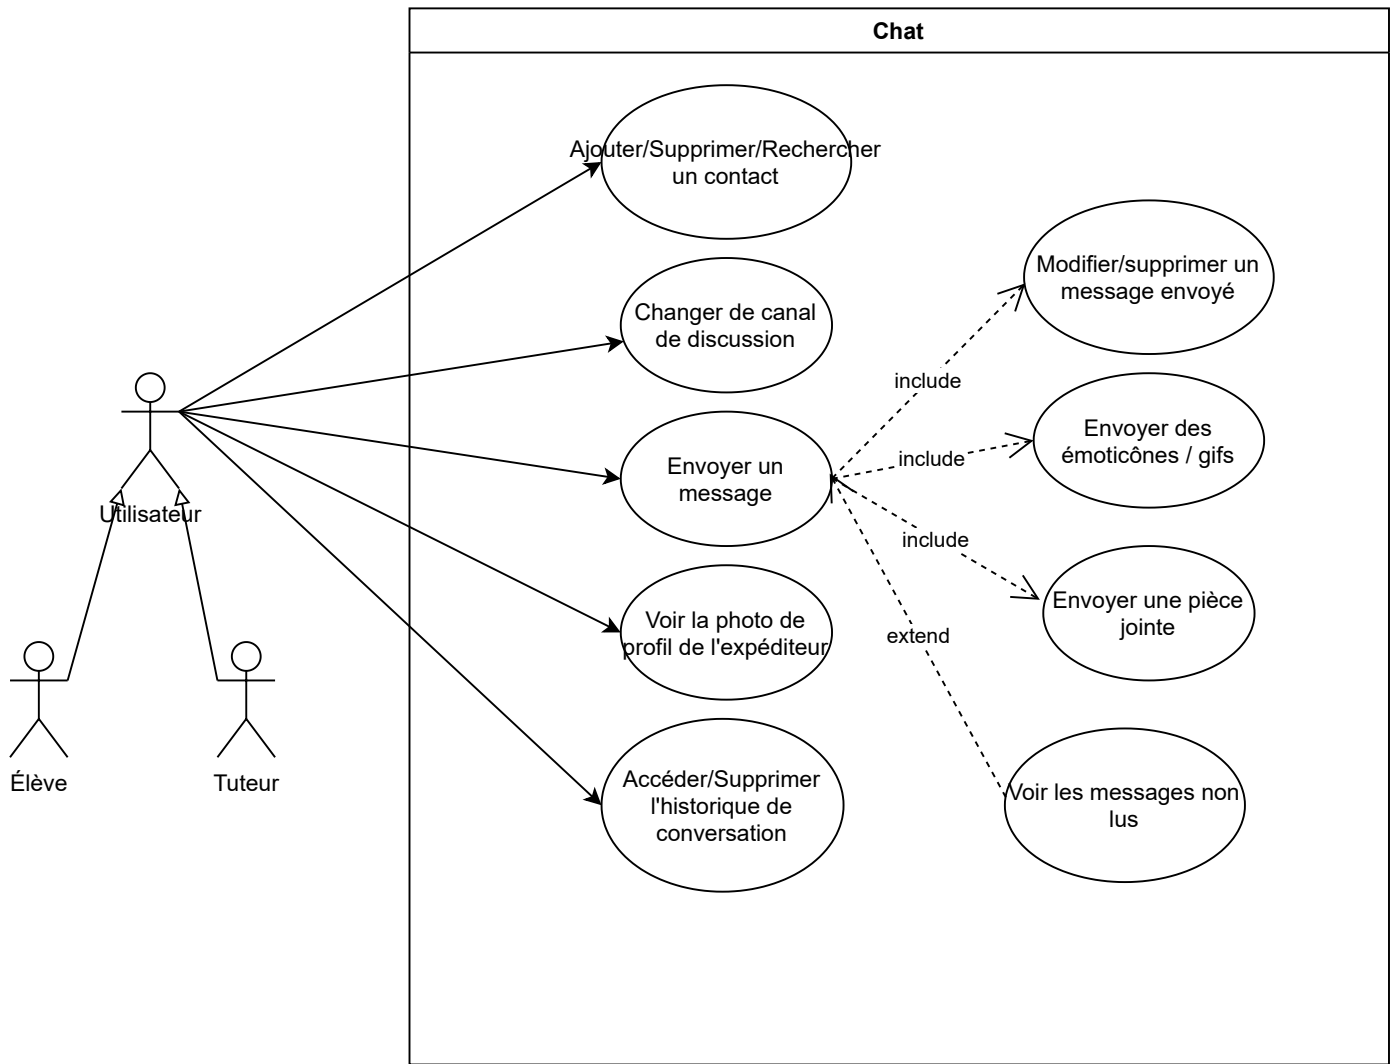 Chat
Ajouter/Supprimer/Rechercher
un contact
Modifier/supprimer un
message envoyé
Changer de canal
de discussion
include
Envoyer des
émoticônes / gifs
Envoyer un
message
include
Utilisateur
include
Envoyer une pièce
jointe
Voir la photo de
profil de l'expéditeur
extend
Élève
Tuteur
Accéder/Supprimer
l'historique de
conversation
Voir les messages non
lus